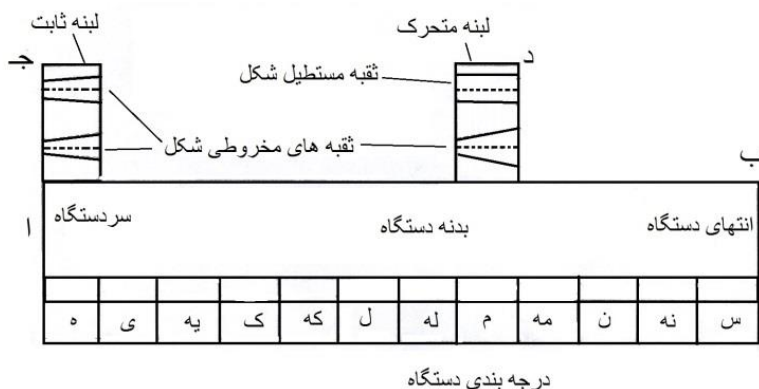 لبنه ثابت
لبنه متحرک
جـ
د
ثقبه مستطیل شکل
ثقبه های مخروطی شکل
ب
ا
سردستگاه
بدنه دستگاه
انتهای دستگاه
س نه ن مه م له ل که ک یه ی ه
درجه بندی دستگاه